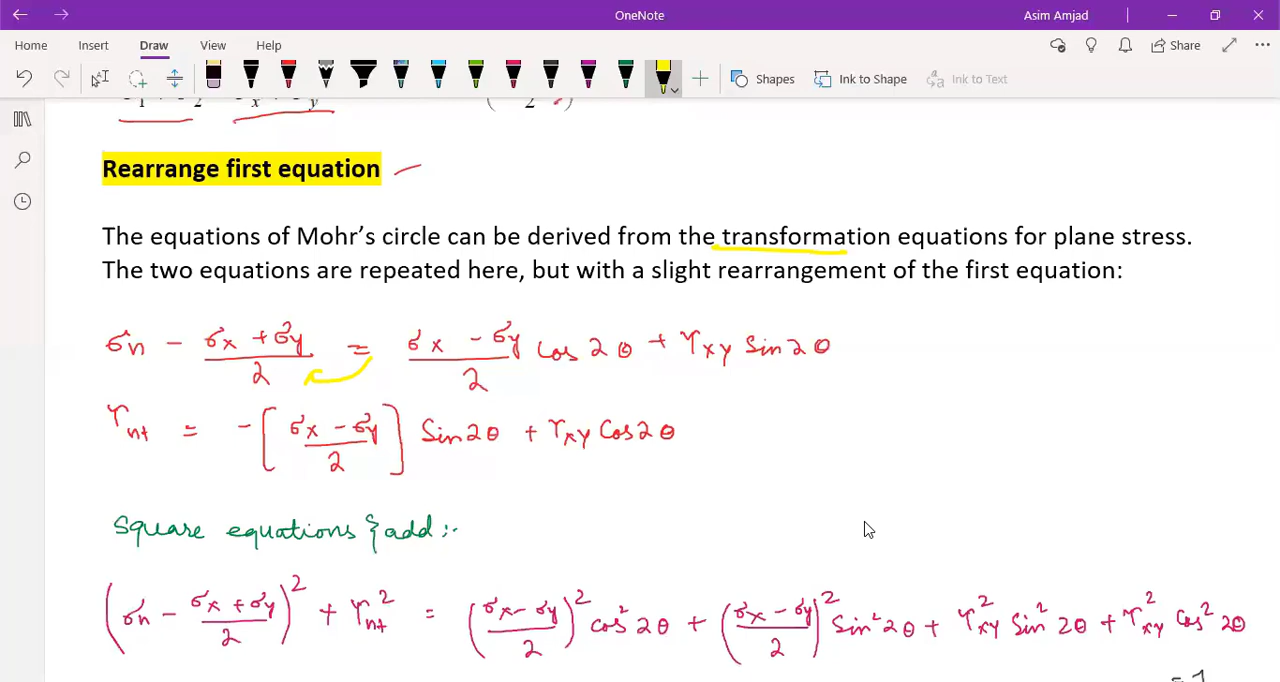 OneNote
Asim Amjad
Home Insert Draw View Help
Share
Shapes
Ink to Shape
Ink to Text
Rearrange first equation
The equations of Mohr’s circle can be derived from the transformation equations for plane stress.
The two equations are repeated here, but with a slight rearrangement of the first equation:
σn - (σx + σy)/2 = (σx - σy)/2 cos 2θ + τxy Sin 2θ
τnt = -[(σx - σy)/2] Sin 2θ + τxy Cos 2θ
Square equations & add :-
(σn - (σx + σy)/2)² + τnt² = ((σx - σy)/2)² cos² 2θ + ((σx - σy)/2)² Sin² 2θ + τxy² Sin² 2θ + τxy² Cos² 2θ